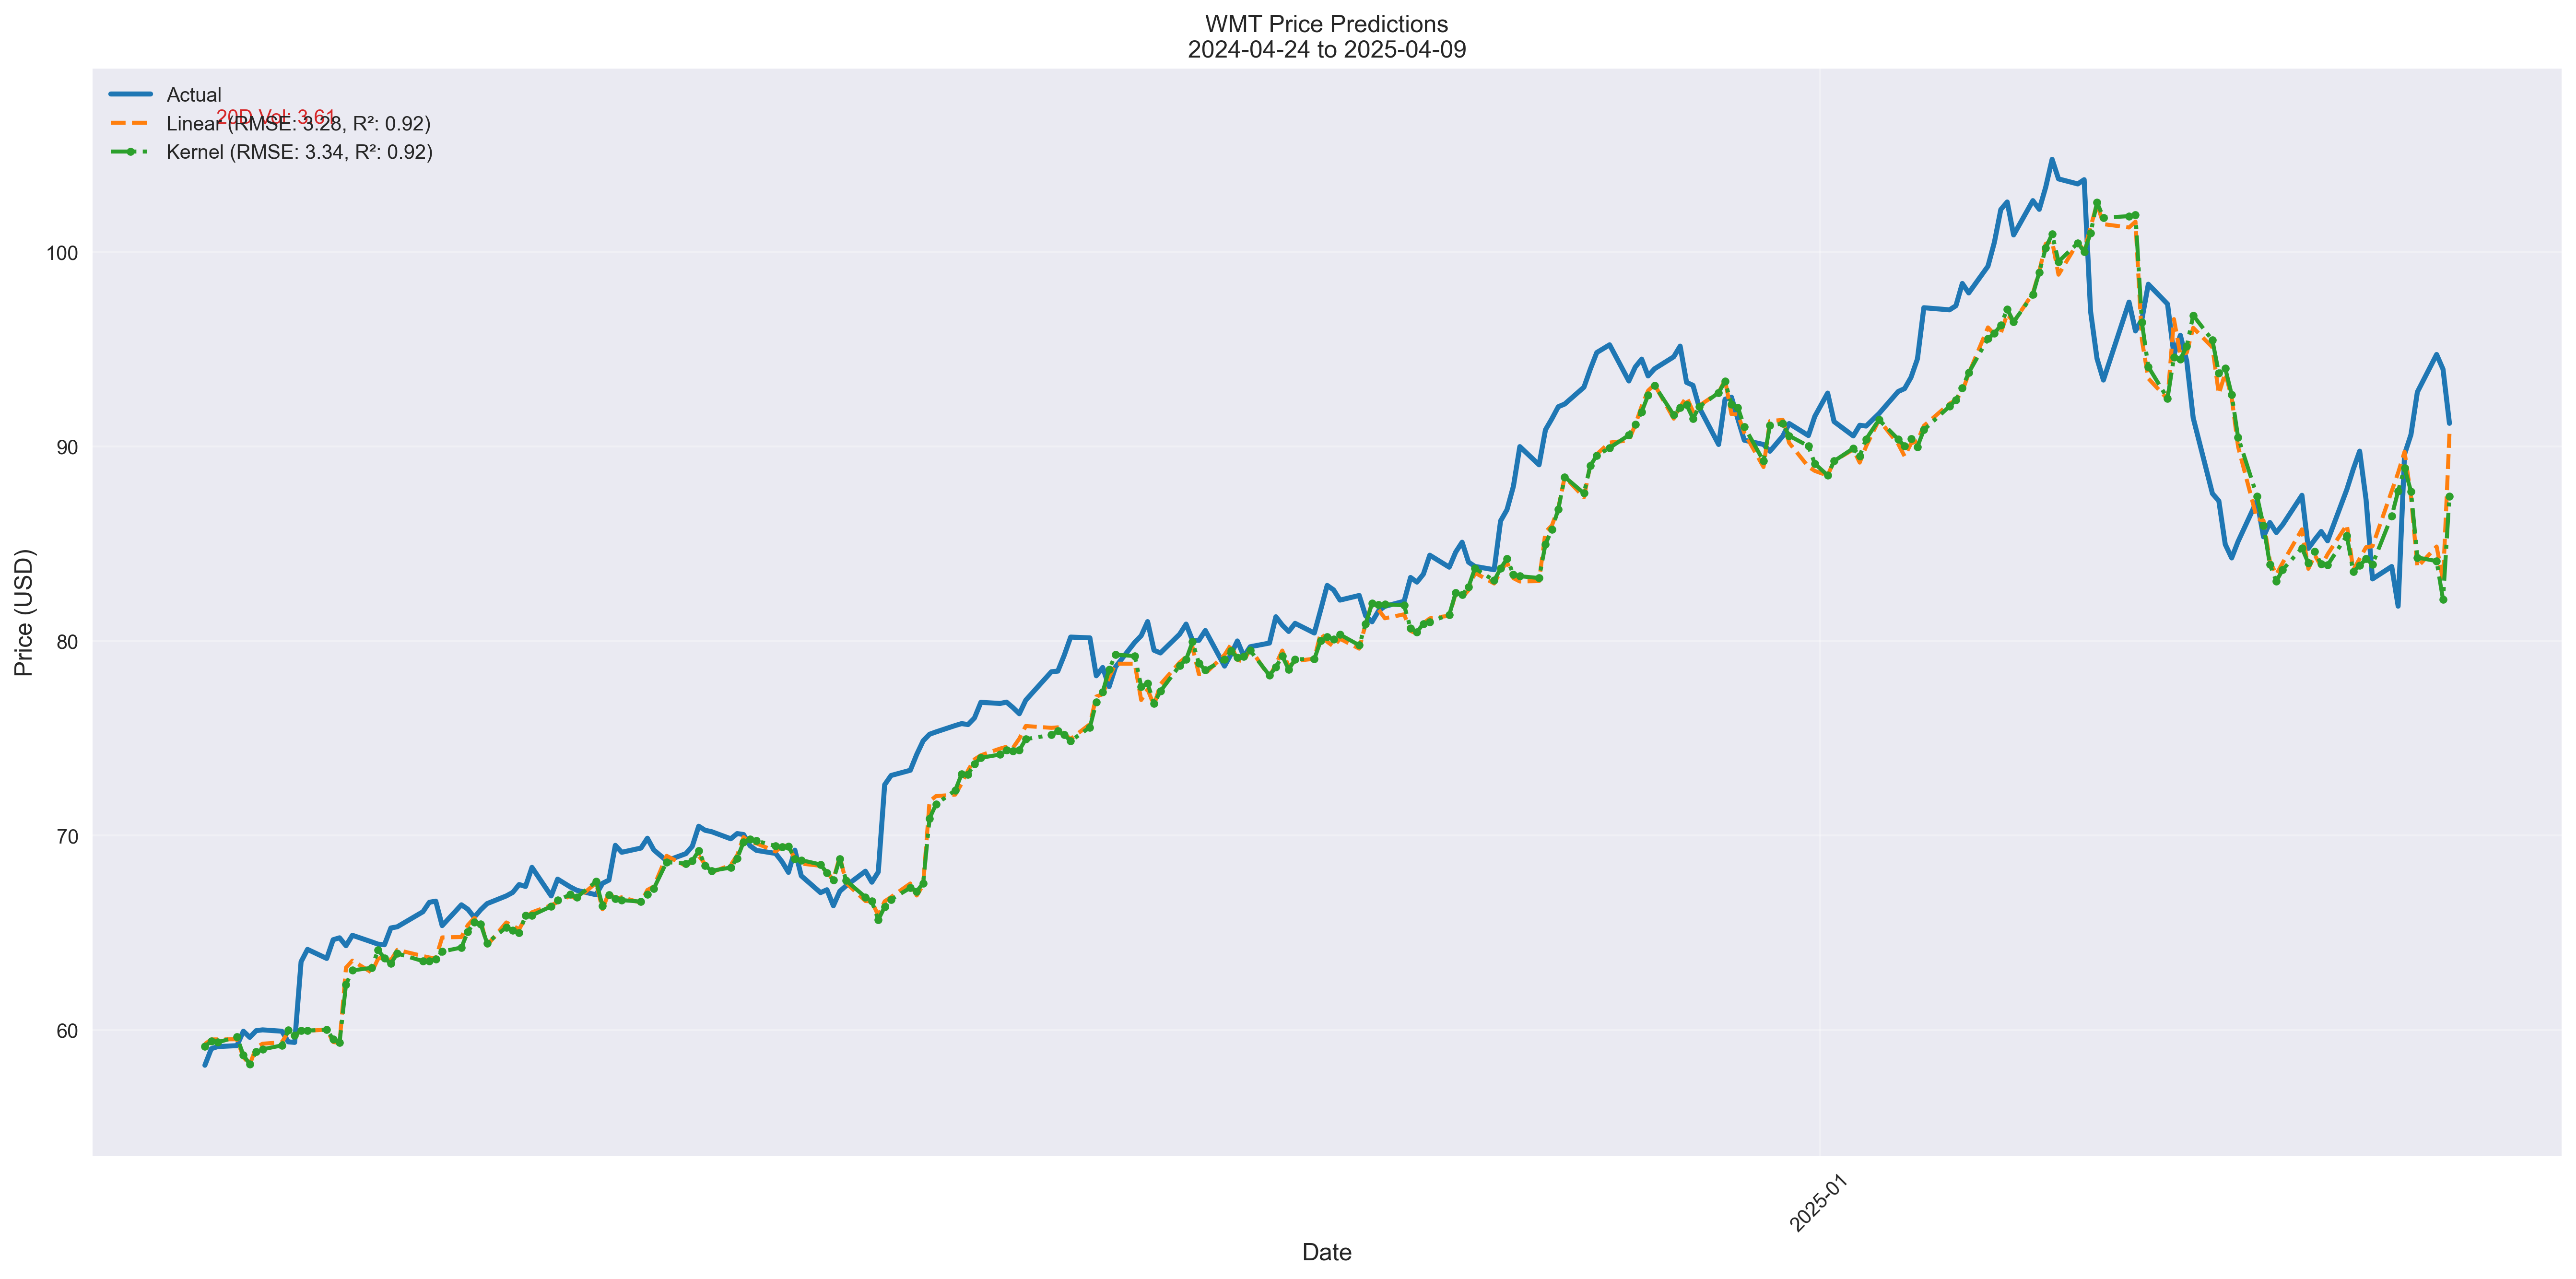 WMT Price Predictions
2024-04-24 to 2025-04-09
Actual
20D Vol: 3.61
Linear (RMSE: 3.28, R²: 0.92)
Kernel (RMSE: 3.34, R²: 0.92)
Price (USD)
100
90
80
70
60
2025-01
Date